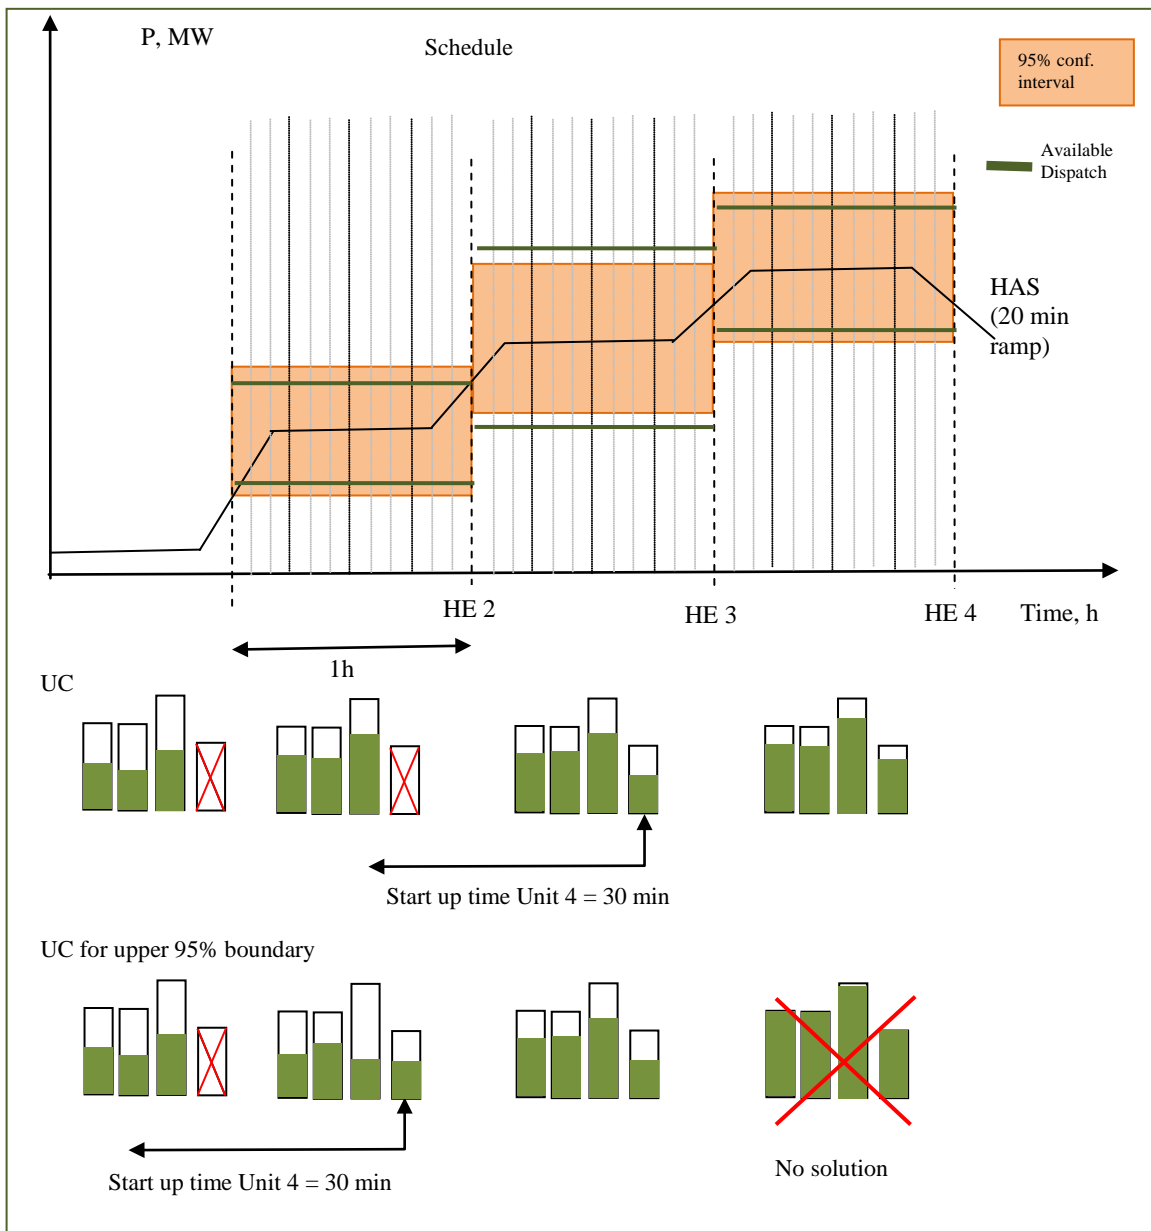 P, MW
Schedule
95% conf.
interval
Available
Dispatch
HAS
(20 min
ramp)
HE 2
HE 3
HE 4
Time, h
1h
UC
Start up time Unit 4 = 30 min
UC for upper 95% boundary
Start up time Unit 4 = 30 min
No solution